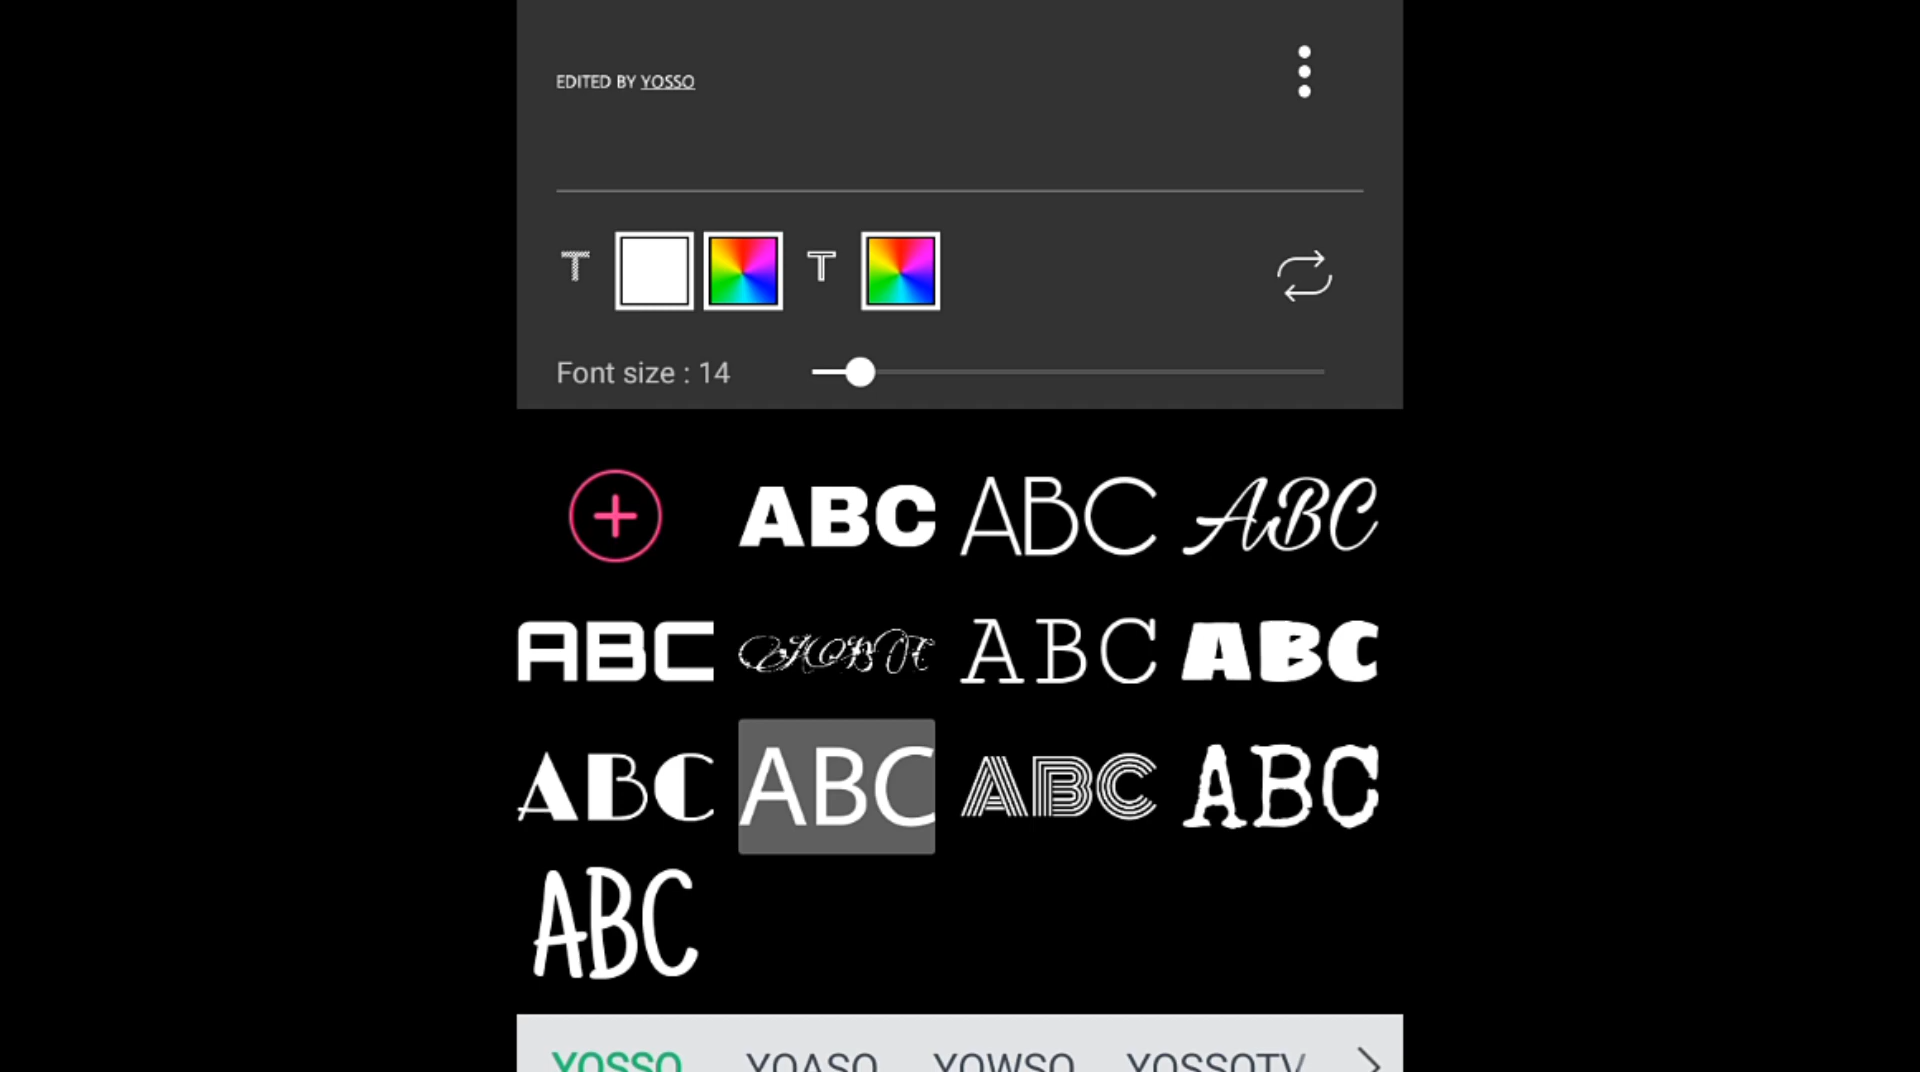 EDITED BY YOSSO
T T
Font size : 14
ABC ABC ABC
ABC ABC ABC ABC
ABC ABC ABC ABC
ABC
YOSSO YOASO YOWSO YOSSOTV